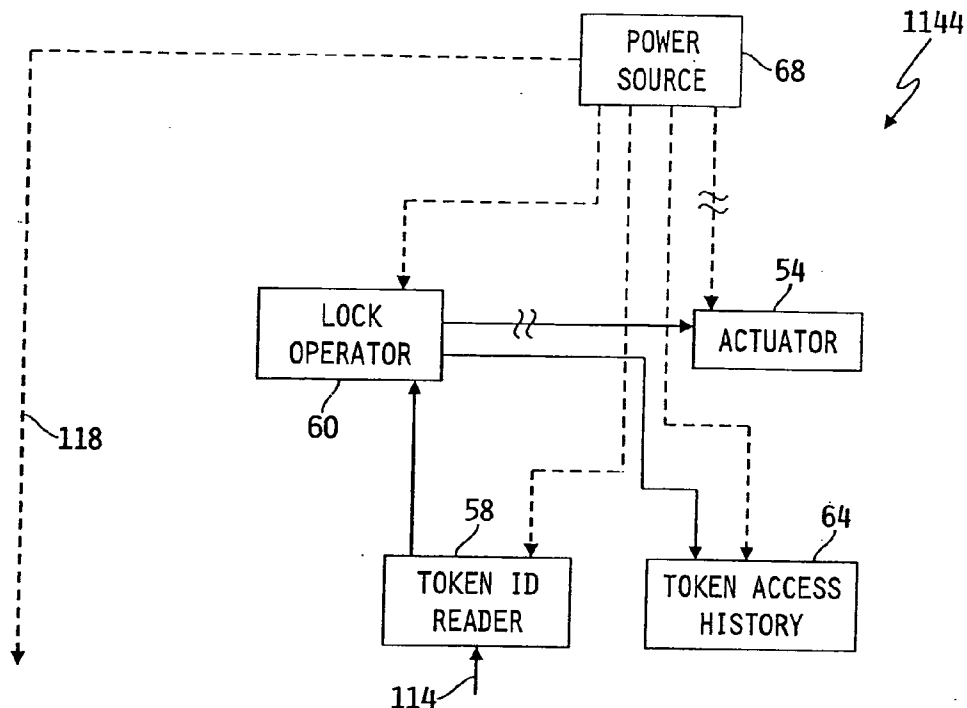 1144
POWER
SOURCE
68
54
LOCK
OPERATOR
ACTUATOR
60
118
58
64
TOKEN ID
READER
TOKEN ACCESS
HISTORY
114